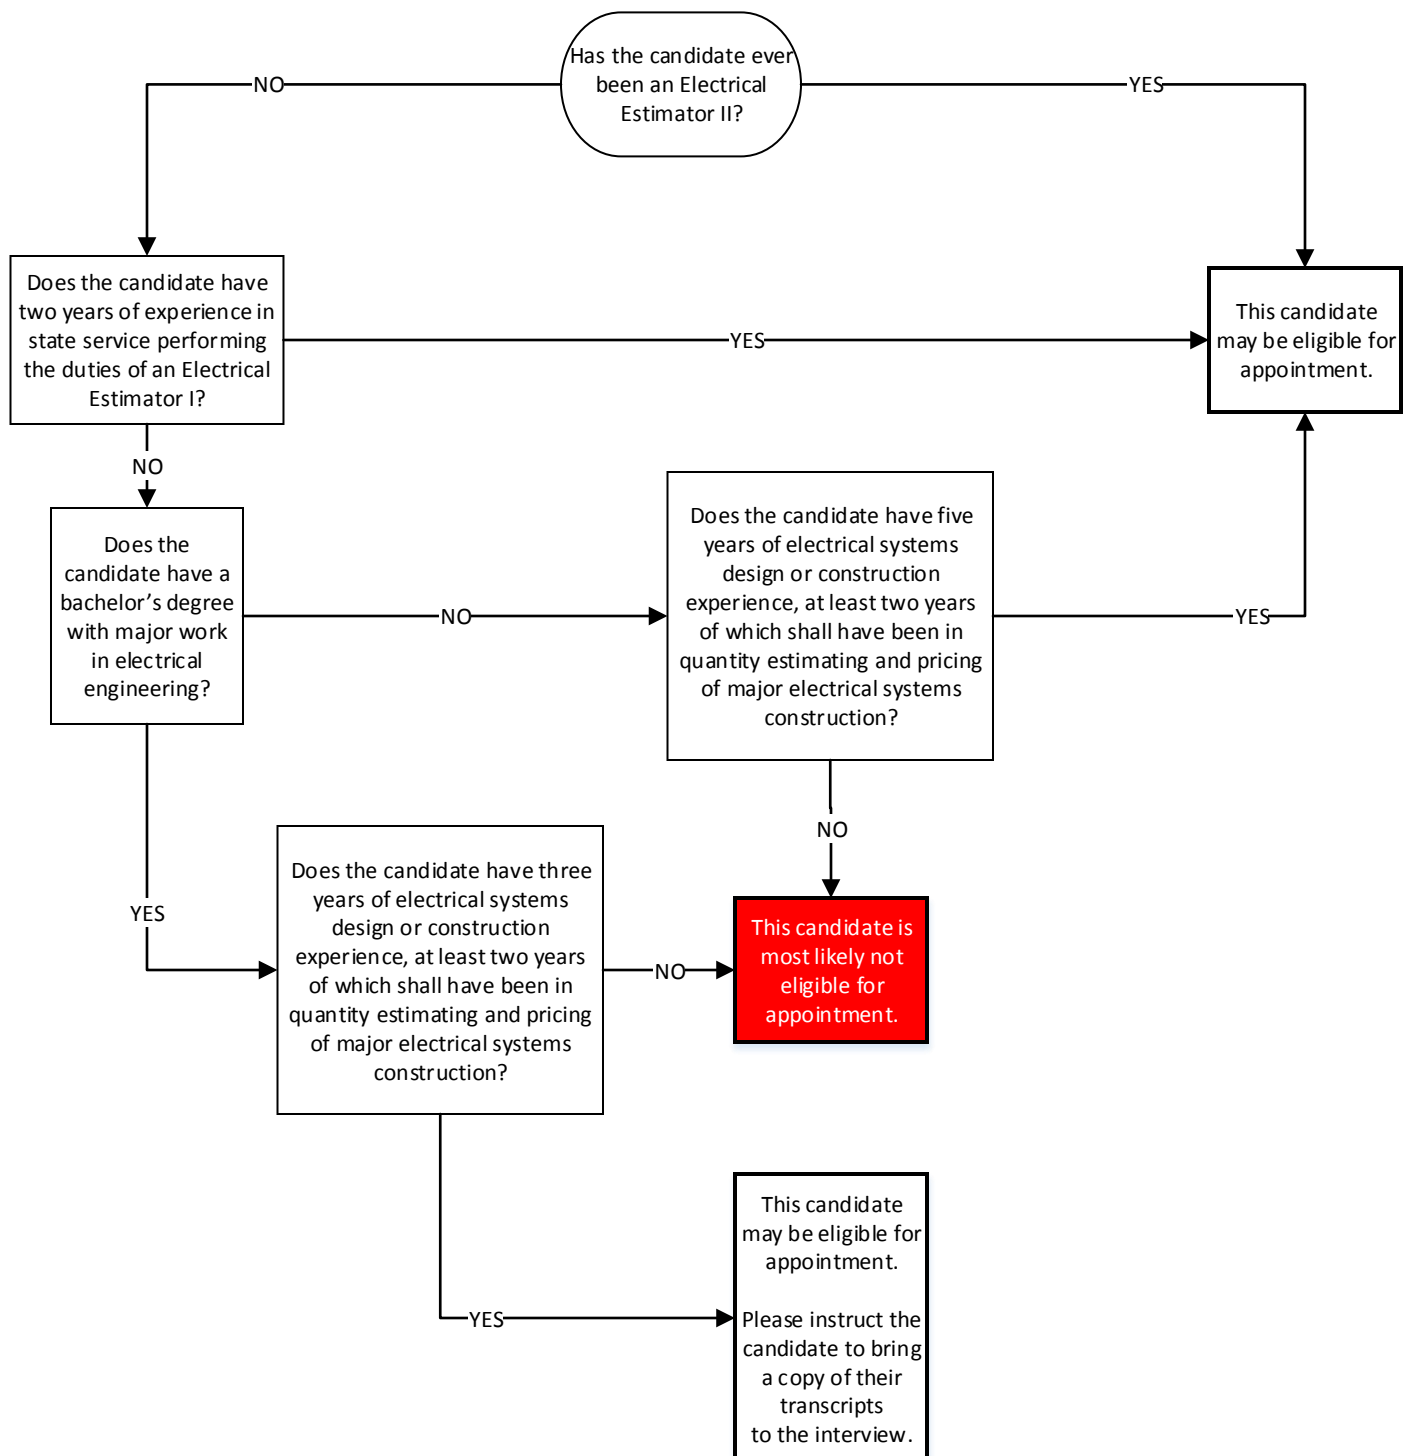 Has the candidate ever
been an Electrical
Estimator II?
NO
YES
Does the candidate have
two years of experience in
state service performing
the duties of an Electrical
Estimator I?
YES
This candidate
may be eligible for
appointment.
NO
Does the
candidate have a
bachelor’s degree
with major work
in electrical
engineering?
NO
Does the candidate have five
years of electrical systems
design or construction
experience, at least two years
of which shall have been in
quantity estimating and pricing
of major electrical systems
construction?
YES
NO
YES
Does the candidate have three
years of electrical systems
design or construction
experience, at least two years
of which shall have been in
quantity estimating and pricing
of major electrical systems
construction?
NO
This candidate is
most likely not
eligible for
appointment.
YES
This candidate
may be eligible for
appointment.
Please instruct the
candidate to bring
a copy of their
transcripts
to the interview.